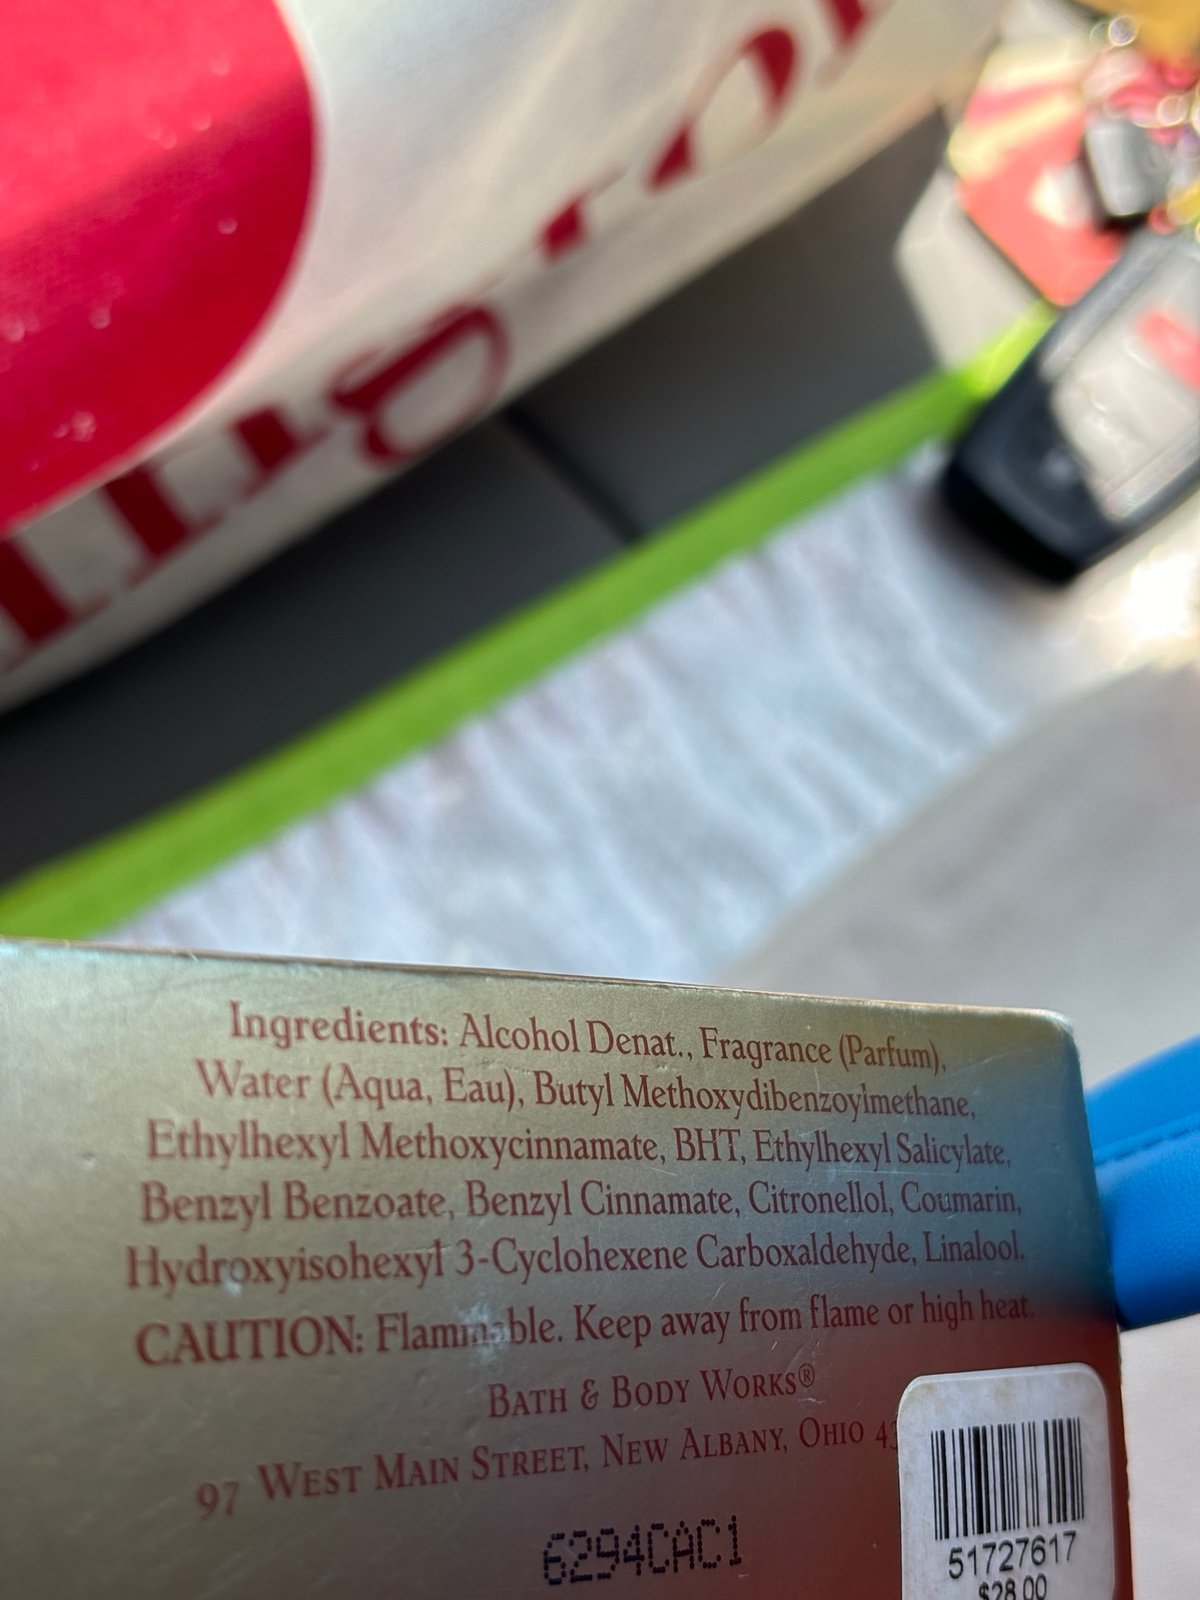 Ingredients: Alcohol Denat., Fragrance (Parfum),
Water (Aqua, Eau), Butyl Methoxydibenzoylmethane,
Ethylhexyl Methoxycinnamate, BHT, Ethylhexyl Salicylate,
Benzyl Benzoate, Benzyl Cinnamate, Citronellol, Coumarin,
Hydroxyisohexyl 3-Cyclohexene Carboxaldehyde, Linalool.
CAUTION: Flammable. Keep away from flame or high heat.
BATH & BODY WORKS®
97 WEST MAIN STREET, NEW ALBANY, OHIO
6294CAC1
51727617
$28.00